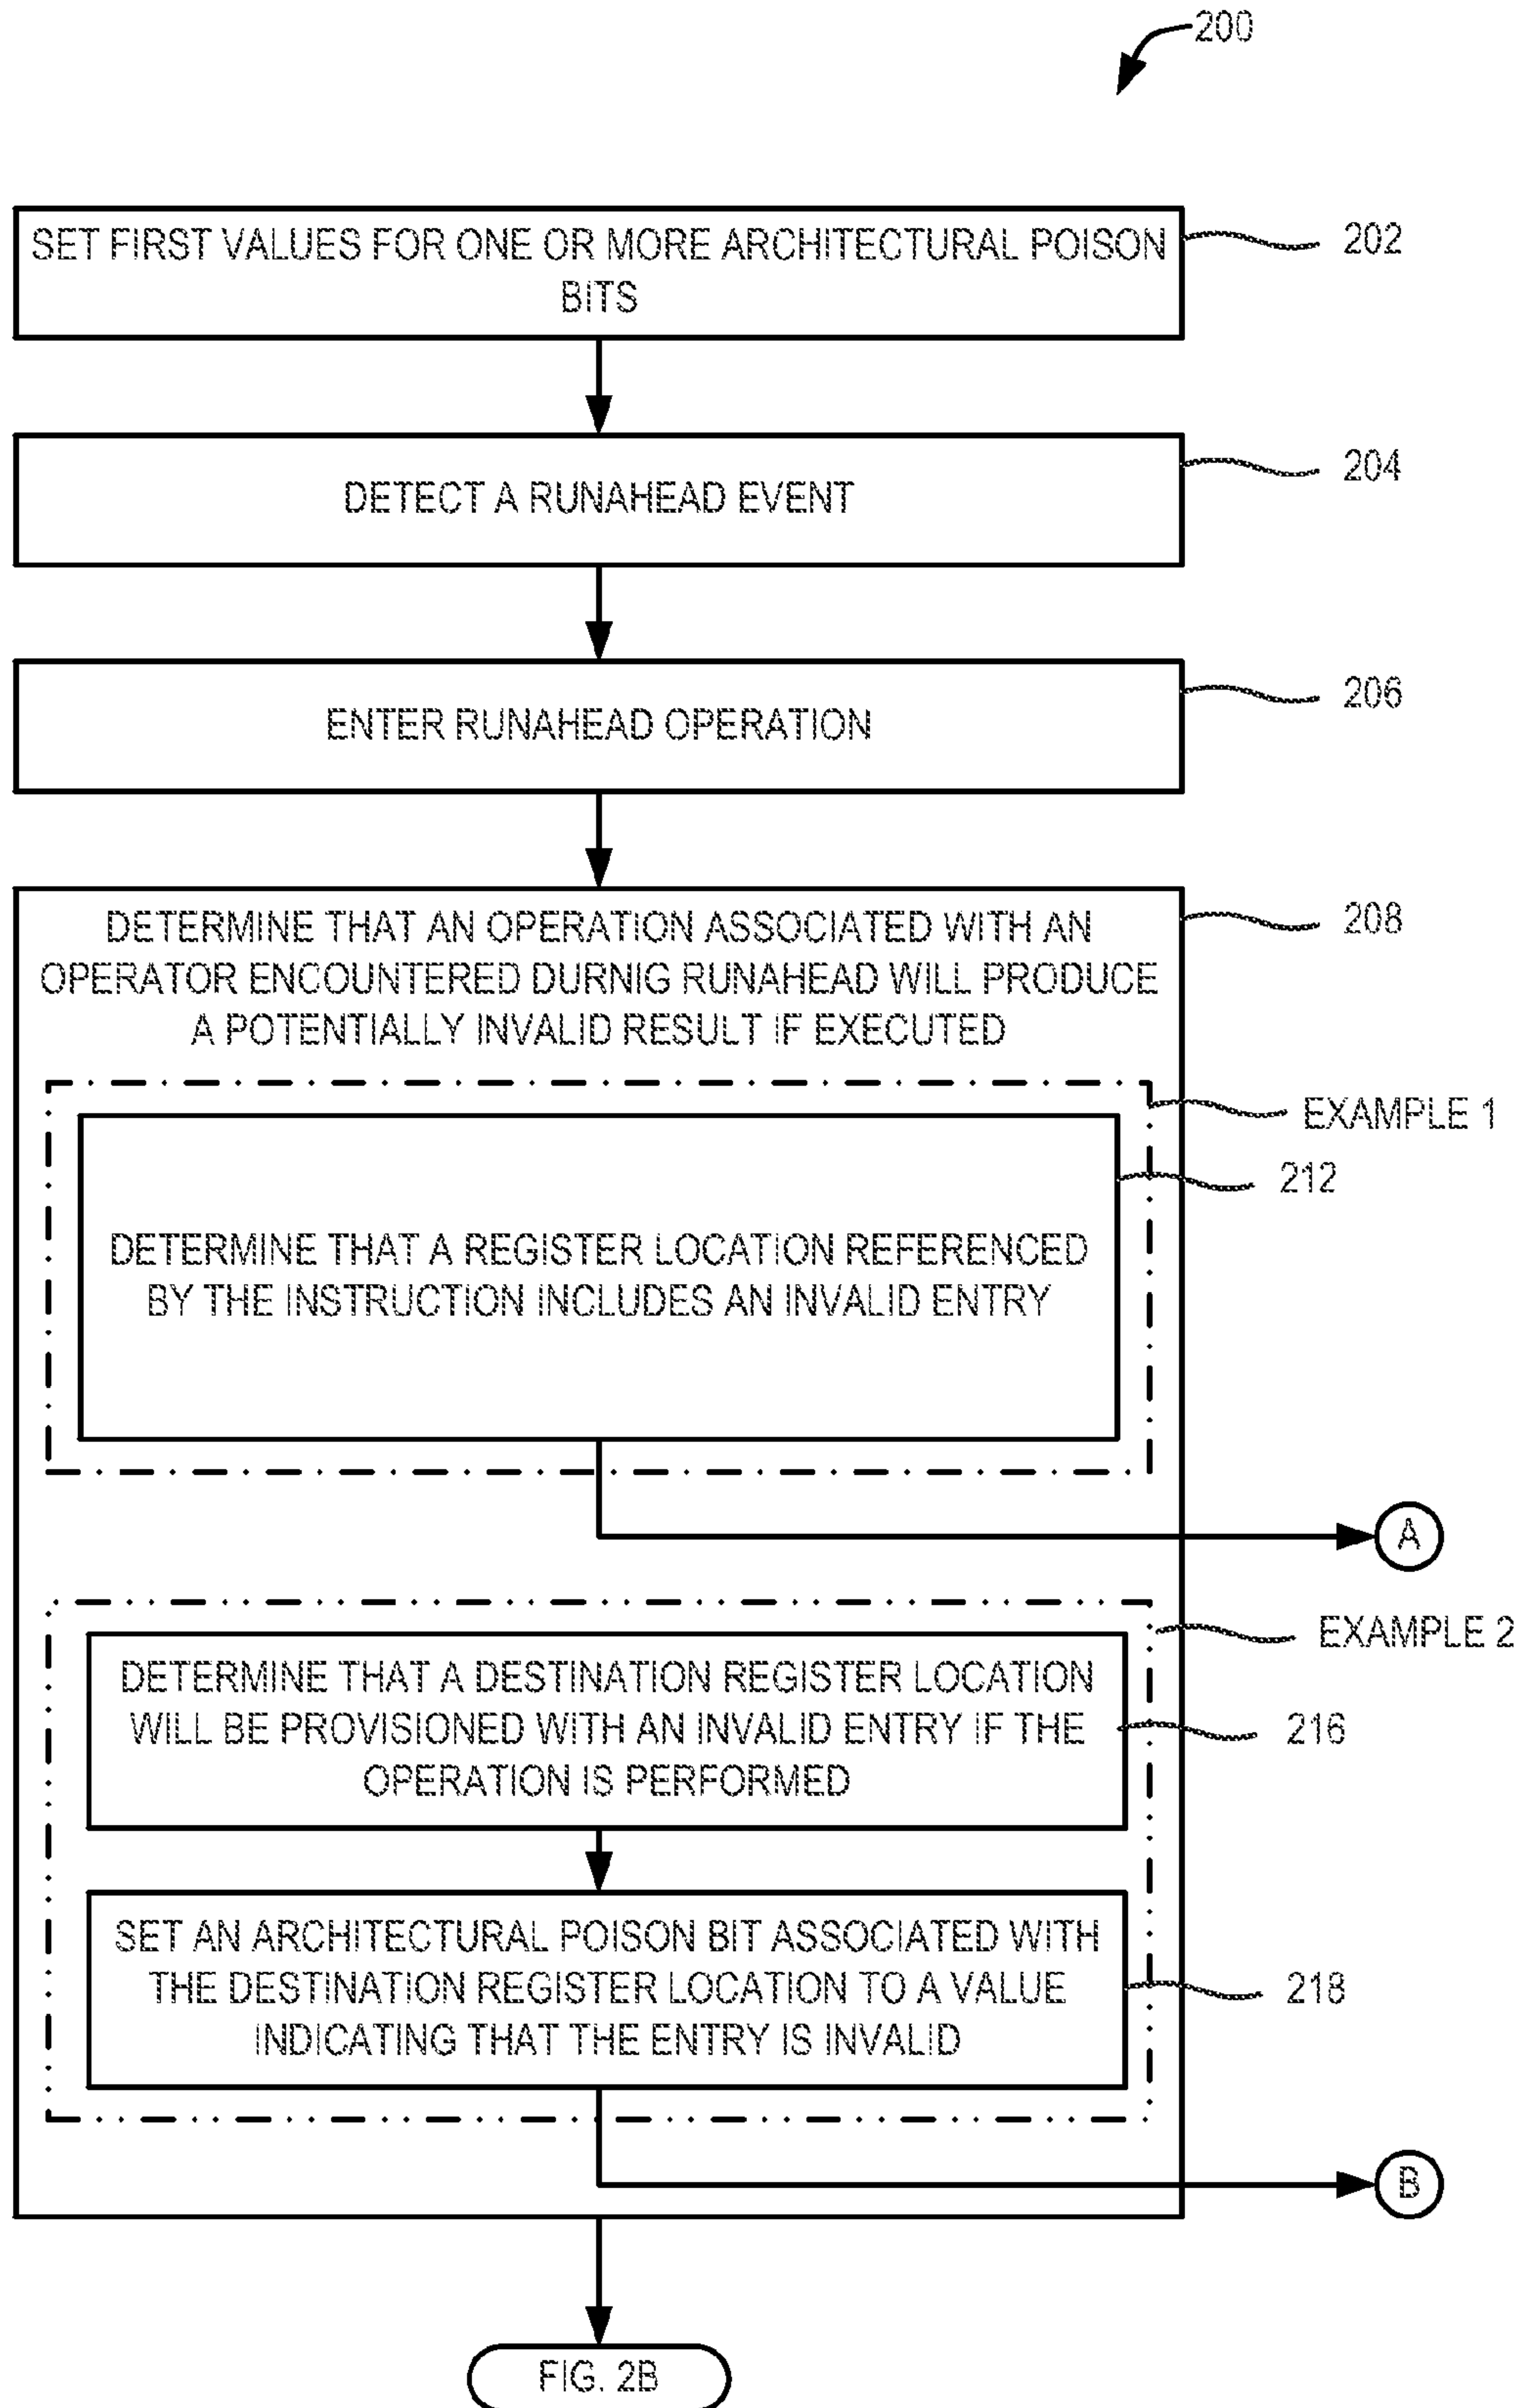 200
SET FIRST VALUES FOR ONE OR MORE ARCHITECTURAL POISON
BITS
202
DETECT A RUNAHEAD EVENT
204
ENTER RUNAHEAD OPERATION
206
DETERMINE THAT AN OPERATION ASSOCIATED WITH AN
OPERATOR ENCOUNTERED DURNIG RUNAHEAD WILL PRODUCE
A POTENTIALLY INVALID RESULT IF EXECUTED
208
EXAMPLE 1
212
DETERMINE THAT A REGISTER LOCATION REFERENCED
BY THE INSTRUCTION INCLUDES AN INVALID ENTRY
A
EXAMPLE 2
DETERMINE THAT A DESTINATION REGISTER LOCATION
WILL BE PROVISIONED WITH AN INVALID ENTRY IF THE
OPERATION IS PERFORMED
216
SET AN ARCHITECTURAL POISON BIT ASSOCIATED WITH
THE DESTINATION REGISTER LOCATION TO A VALUE
INDICATING THAT THE ENTRY IS INVALID
218
B
FIG. 2B